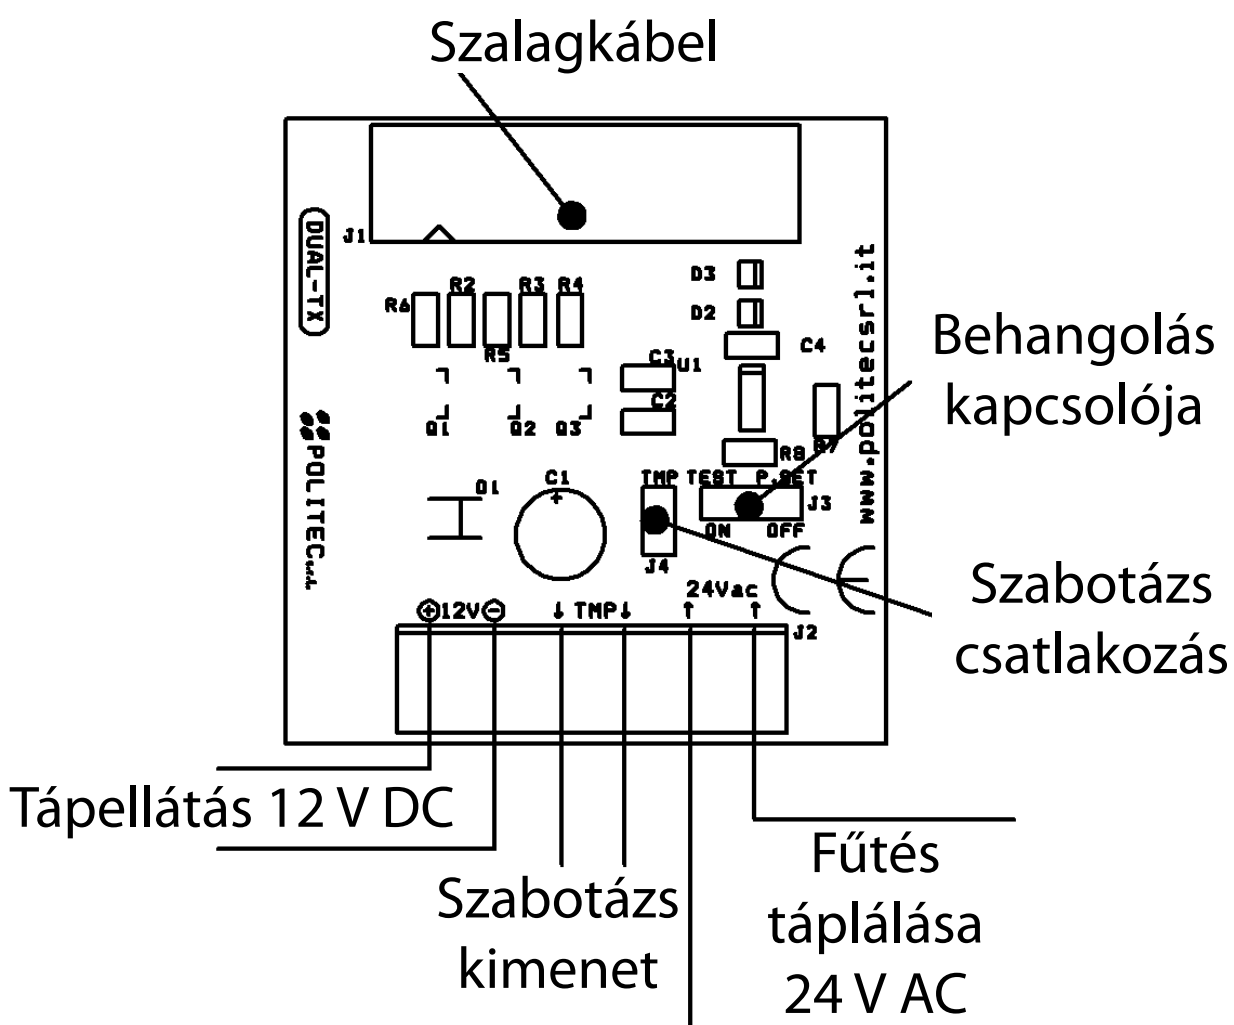 Szalagkábel
J1
DUAL-TX
D3
D2
R6
R2
R3
R4
R5
C3
U1
C2
C4
Q1
Q2
Q3
R8
R7
www.politecsrl.it
Behangolás
kapcsolója
POLITEC s.r.l.
D1
C1
+
TMP
TEST P.SET
J3
ON OFF
J4
Szabotázs
csatlakozás
+ 12V -
↓ TMP ↓
24Vac
↑ ↑
J2
Tápellátás 12 V DC
Szabotázs
kimenet
Fűtés
táplálása
24 V AC